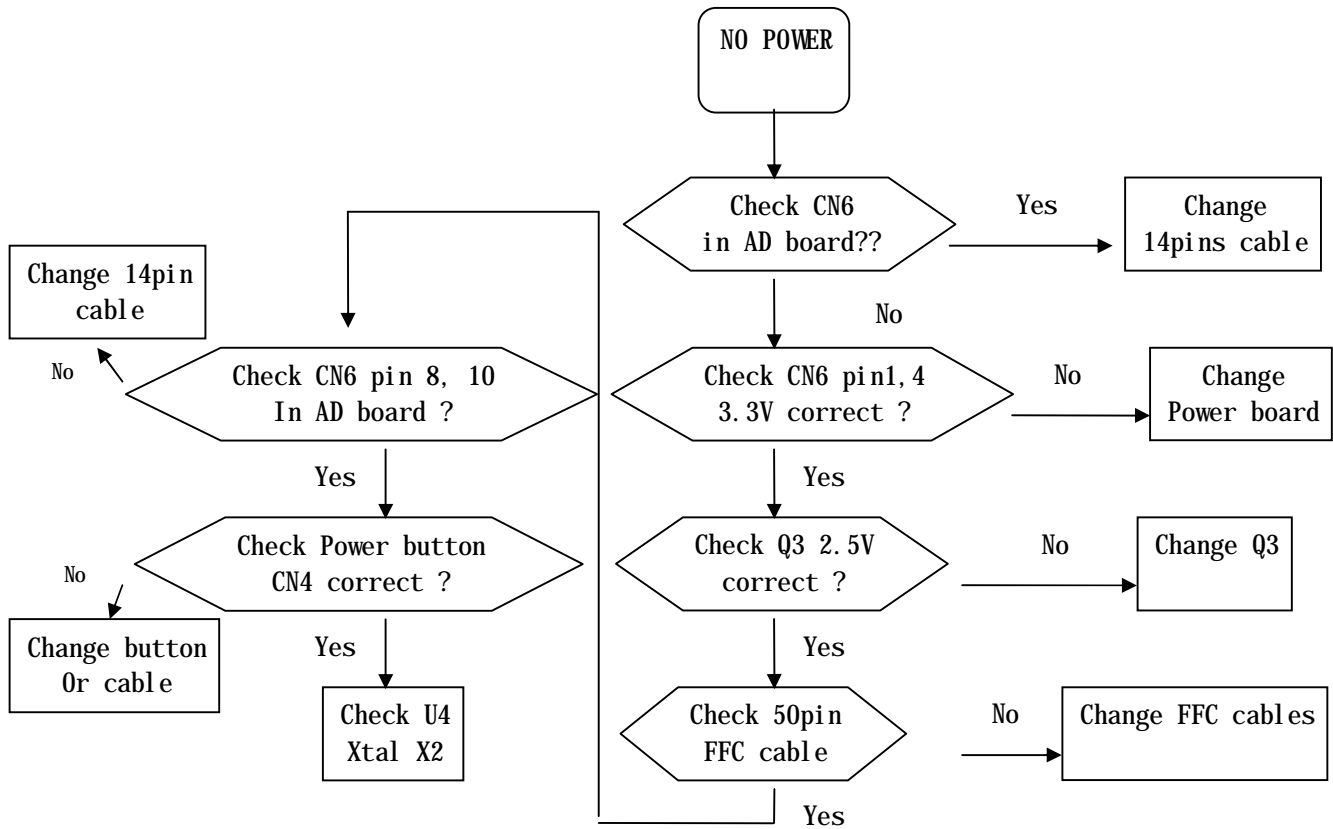 NO POWER
Check CN6
in AD board??
Yes
Change
14pins cable
No
Check CN6 pin1,4
3.3V correct ?
No
Change
Power board
Yes
Check Q3 2.5V
correct ?
No
Change Q3
Yes
Check 50pin
FFC cable
No
Change FFC cables
Yes
Check CN6 pin 8, 10
In AD board ?
No
Change 14pin
cable
Yes
Check Power button
CN4 correct ?
No
Change button
Or cable
Yes
Check U4
Xtal X2